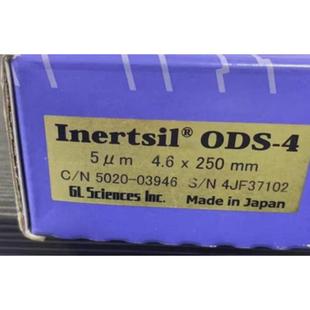 Inertsil® ODS-4
5μm 4.6 x 250 mm
C/N 5020-03946 S/N 4JF37102
GL Sciences Inc. Made in Japan